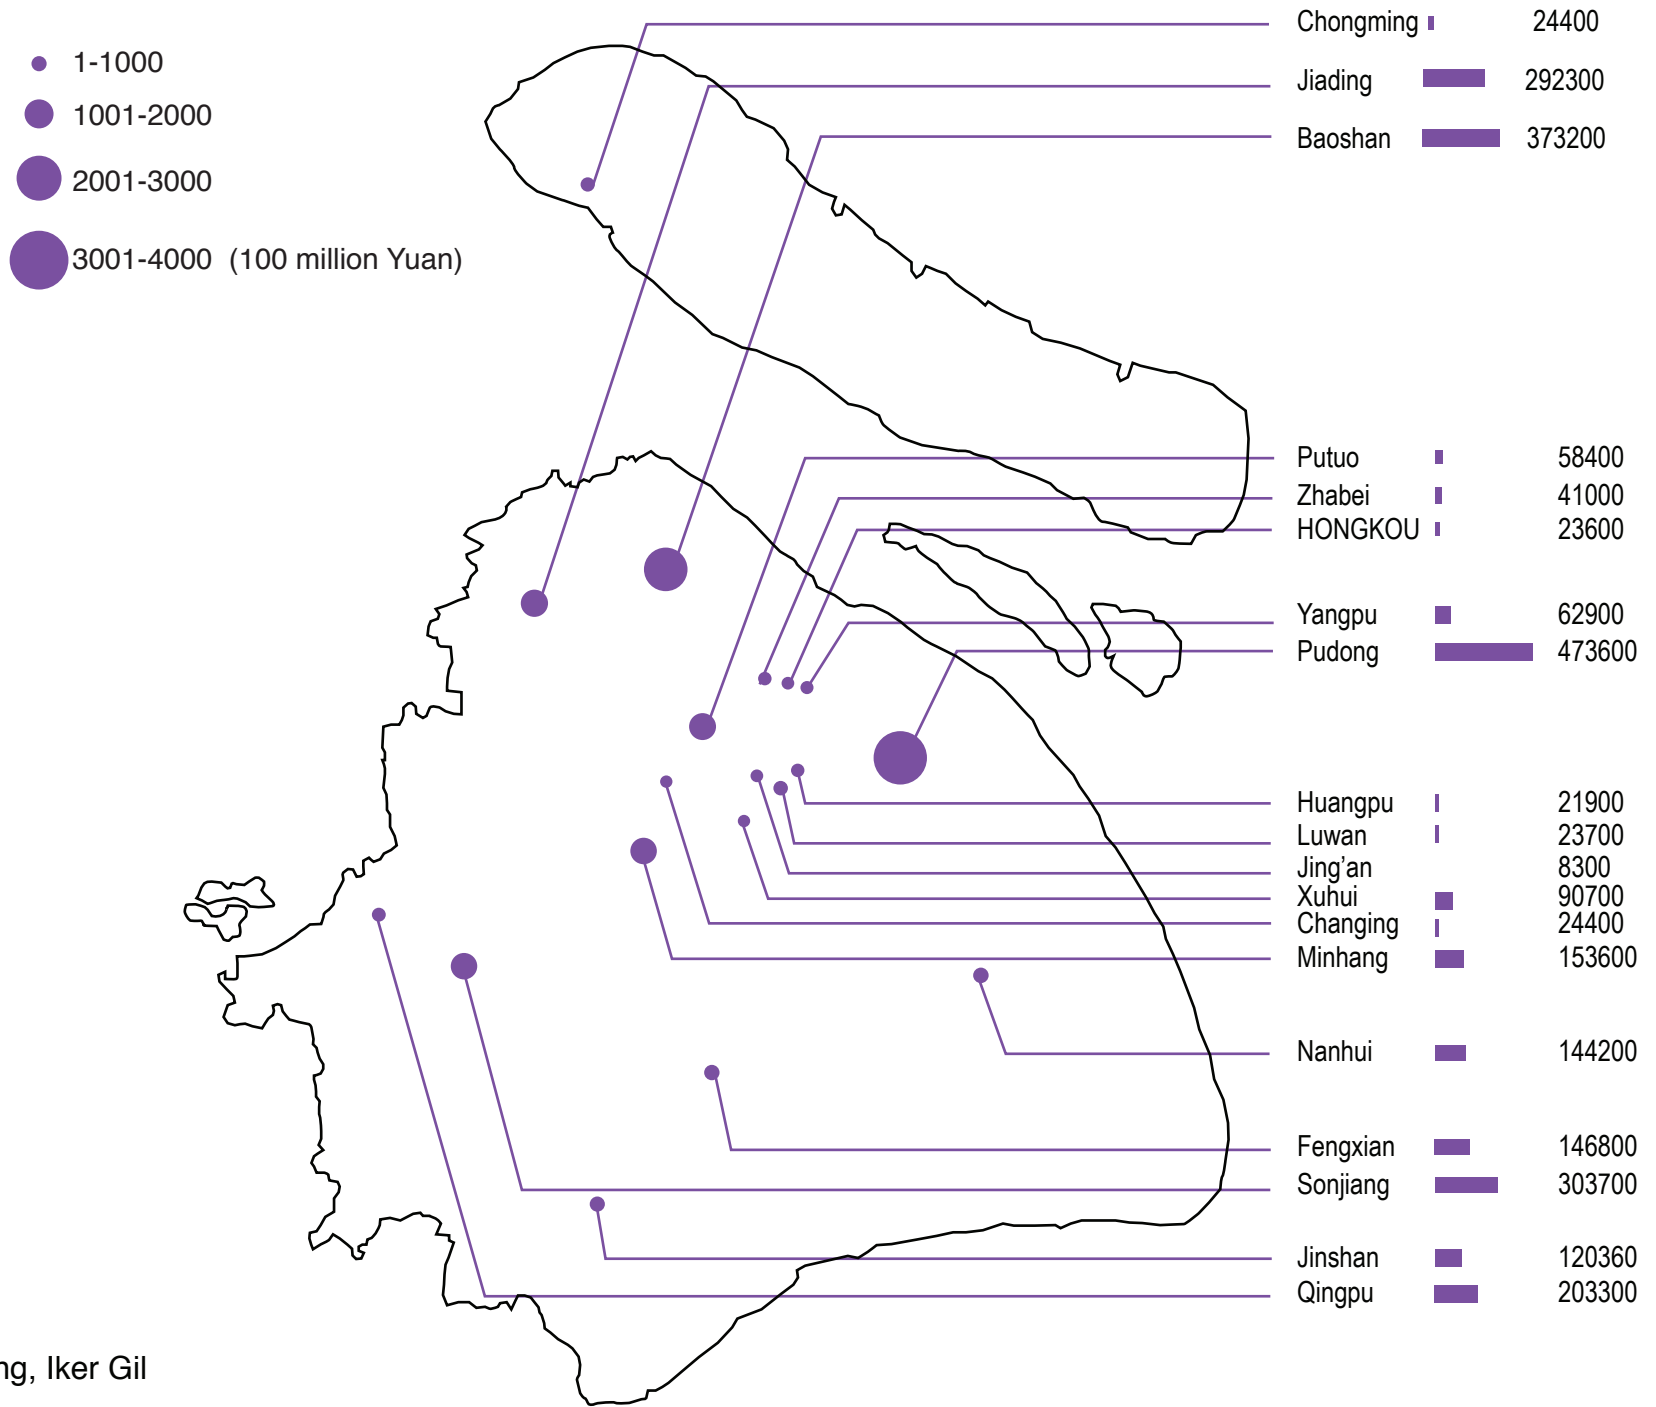 1-1000
1001-2000
2001-3000
3001-4000 (100 million Yuan)
Chongming 24400
Jiading 292300
Baoshan 373200
Putuo 58400
Zhabei 41000
HONGKOU 23600
Yangpu 62900
Pudong 473600
Huangpu 21900
Luwan 23700
Jing'an 8300
Xuhui 90700
Changing 24400
Minhang 153600
Nanhui 144200
Fengxian 146800
Sonjiang 303700
Jinshan 120360
Qingpu 203300
ng, Iker Gil